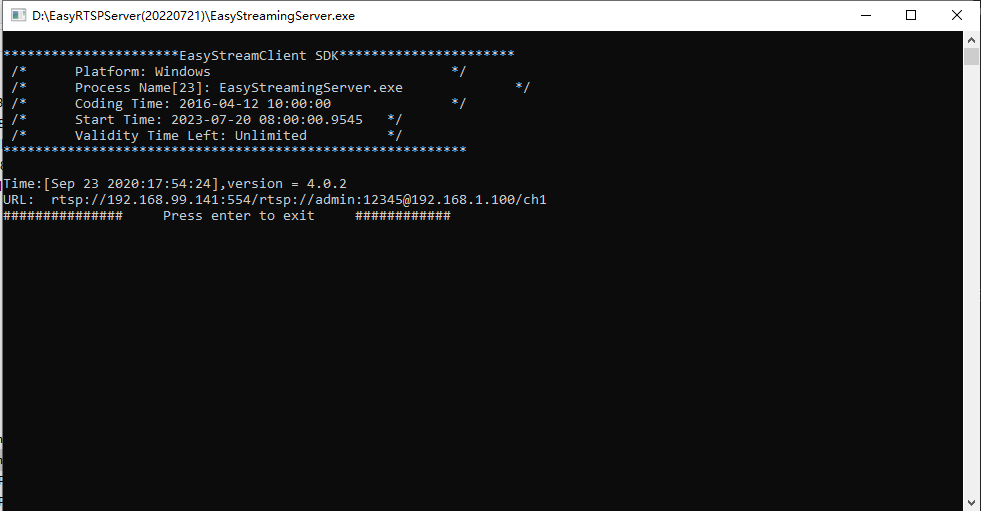 D:\EasyRTSPServer(20220721)\EasyStreamingServer.exe
**********************EasyStreamClient SDK**********************
/*      Platform: Windows                              */
/*      Process Name[23]: EasyStreamingServer.exe              */
/*      Coding Time: 2016-04-12 10:00:00               */
/*      Start Time: 2023-07-20 08:00:00.9545   */
/*      Validity Time Left: Unlimited          */
**********************************************************
Time:[Sep 23 2020:17:54:24],version = 4.0.2
URL:  rtsp://192.168.99.141:554/rtsp://admin:12345@192.168.1.100/ch1
###############     Press enter to exit     ############